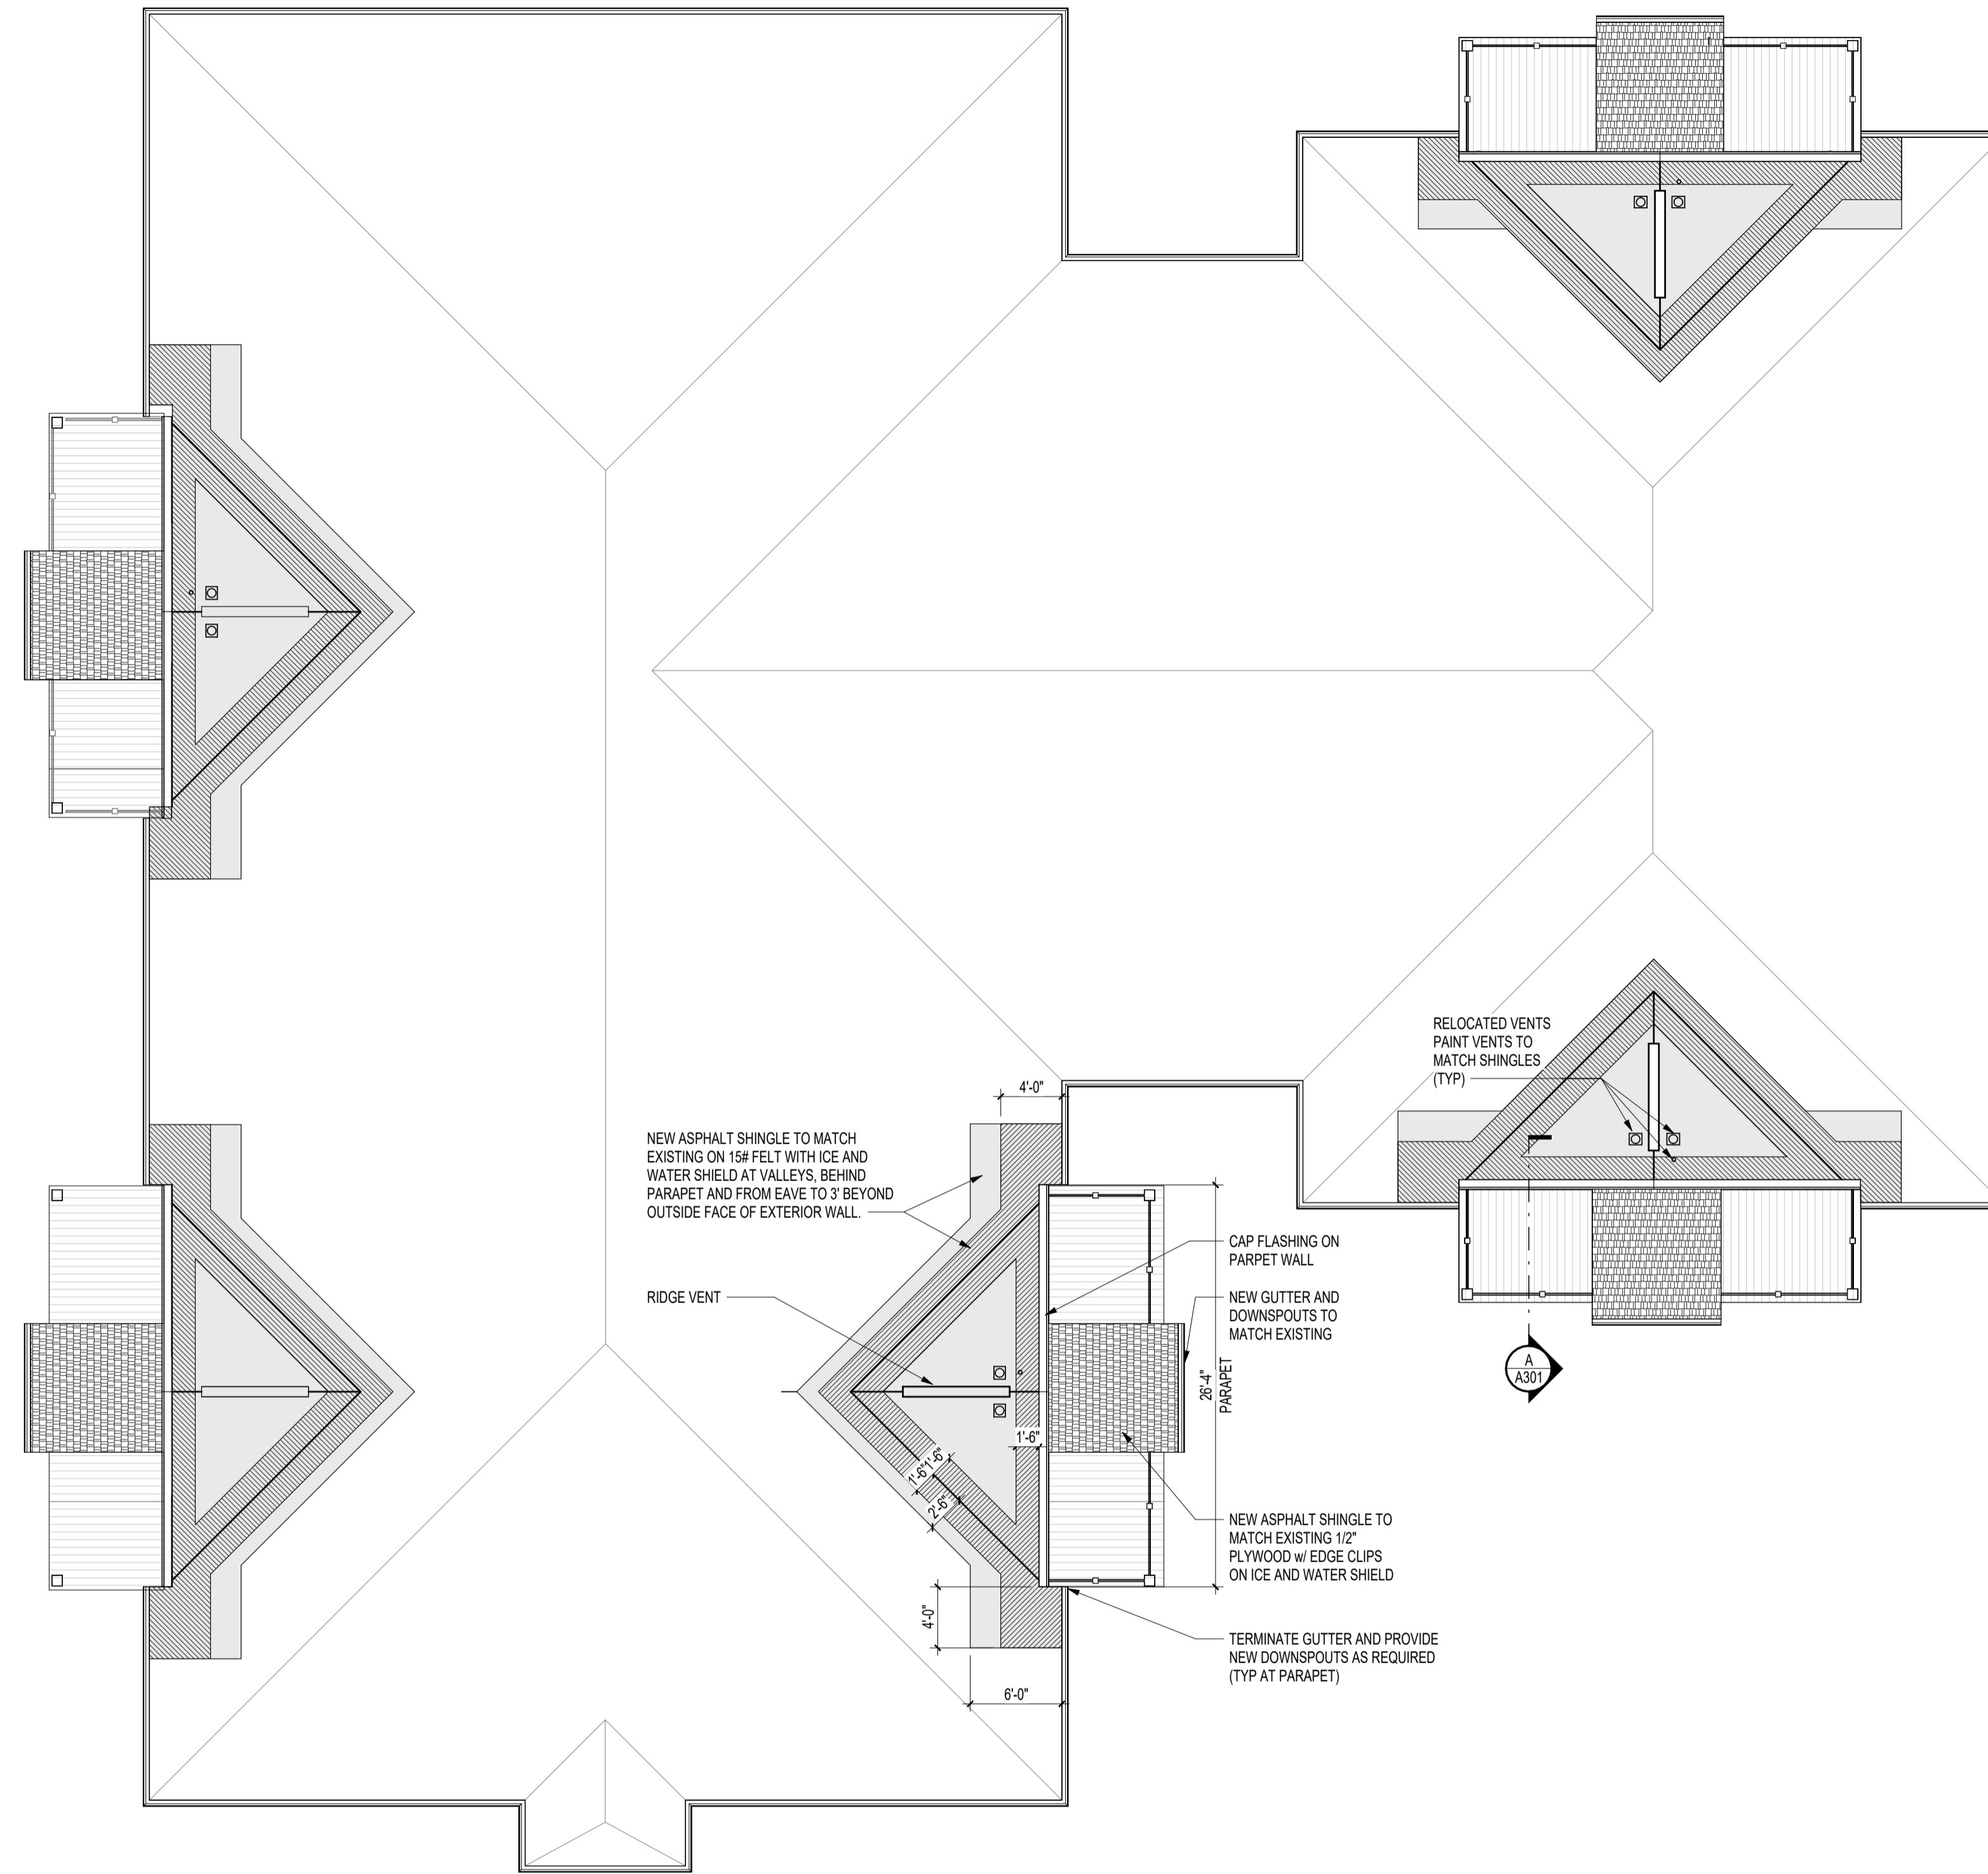 RELOCATED VENTS
PAINT VENTS TO
MATCH SHINGLES
(TYP)
4'-0"
NEW ASPHALT SHINGLE TO MATCH
EXISTING ON 15# FELT WITH ICE AND
WATER SHIELD AT VALLEYS, BEHIND
PARAPET AND FROM EAVE TO 3' BEYOND
OUTSIDE FACE OF EXTERIOR WALL.
CAP FLASHING ON
PARPET WALL
RIDGE VENT
NEW GUTTER AND
DOWNSPOUTS TO
MATCH EXISTING
A
A301
26'-4"
PARAPET
1'-6"
1'-6"
1'-6"
2'-6"
NEW ASPHALT SHINGLE TO
MATCH EXISTING 1/2"
PLYWOOD w/ EDGE CLIPS
ON ICE AND WATER SHIELD
4'-0"
TERMINATE GUTTER AND PROVIDE
NEW DOWNSPOUTS AS REQUIRED
(TYP AT PARAPET)
6'-0"